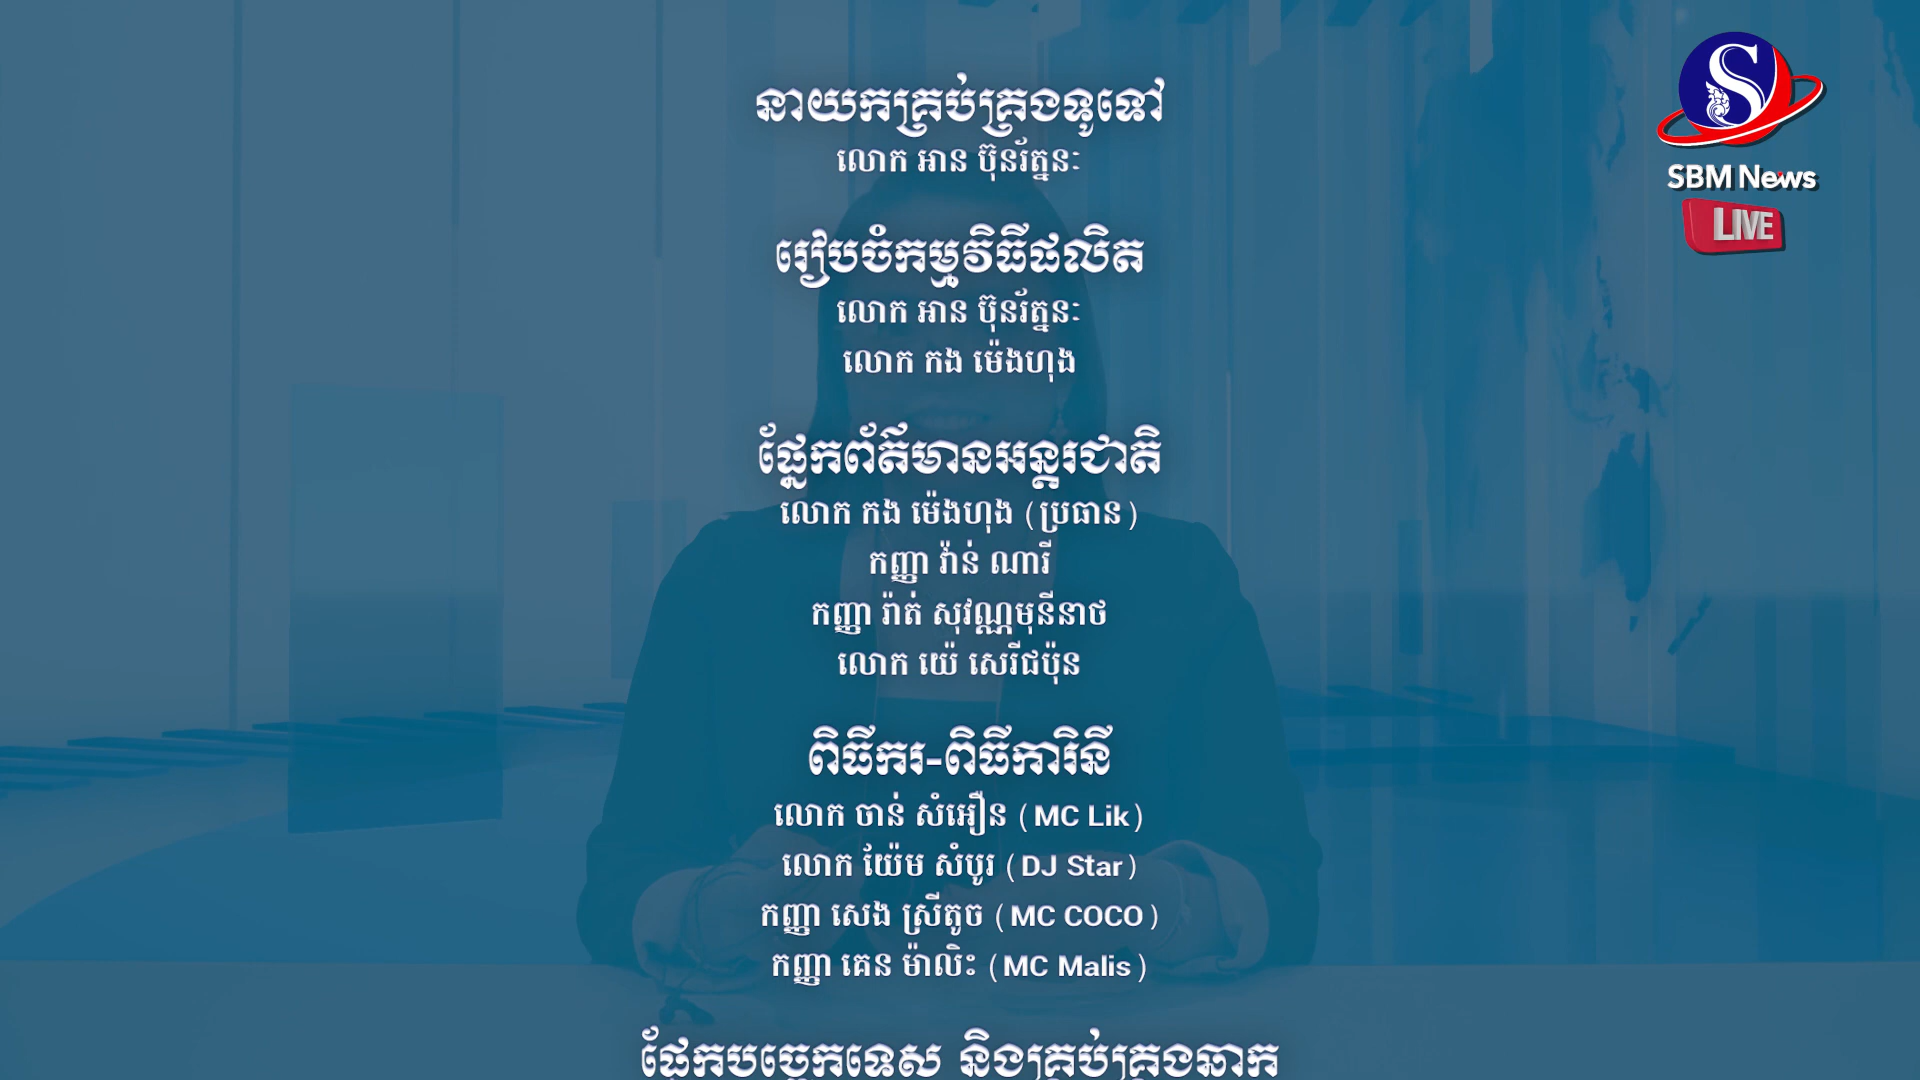 នាយកគ្រប់គ្រងទូទៅ
លោក អាន ប៊ុនរ័ត្ននៈ
រៀបចំកម្មវិធីផលិត
លោក អាន ប៊ុនរ័ត្ននៈ
លោក កង ម៉េងហុង
ផ្នែកព័ត៌មានអន្តរជាតិ
លោក កង ម៉េងហុង (ប្រធាន)
កញ្ញា វ៉ាន់ ណារី
កញ្ញា រ៉ាត់ សុវណ្ណមុនីនាថ
លោក យ៉េ សេរីជប៉ុន
ពិធីករ-ពិធីការិនី
លោក ចាន់ សំអឿន (MC Lik)
លោក យ៉ែម សំបូរ (DJ Star)
កញ្ញា សេង ស្រីតូច (MC COCO)
កញ្ញា គេន ម៉ាលិះ (MC Malis)
ផ្នែកបច្ចេកទេស និងគ្រប់គ្រងឆាក
SBM News
LIVE